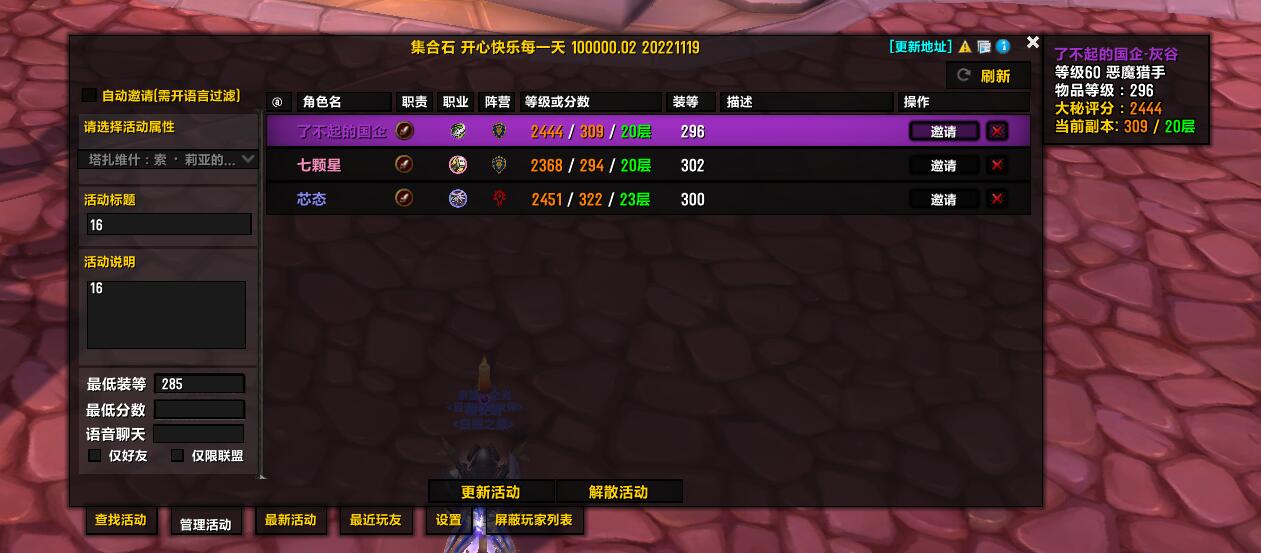 集合石 开心快乐每一天 100000.02 20221119
[更新地址]
刷新
自动邀请(需开语言过滤)
请选择活动属性
塔扎维什：索·莉亚的...
活动标题
16
活动说明
16
最低装等 285
最低分数
语音聊天
仅好友 仅限联盟
@ 角色名 职责 职业 阵营 等级或分数 装等 描述 操作
了不起的国企 2444 / 309 / 20层 296 邀请
七颗星 2368 / 294 / 20层 302 邀请
芯态 2451 / 322 / 23层 300 邀请
了不起的国企-灰谷
等级60 恶魔猎手
物品等级：296
大秘评分：2444
当前副本: 309 / 20层
更新活动 解散活动
查找活动 管理活动 最新活动 最近玩友 设置 屏蔽玩家列表